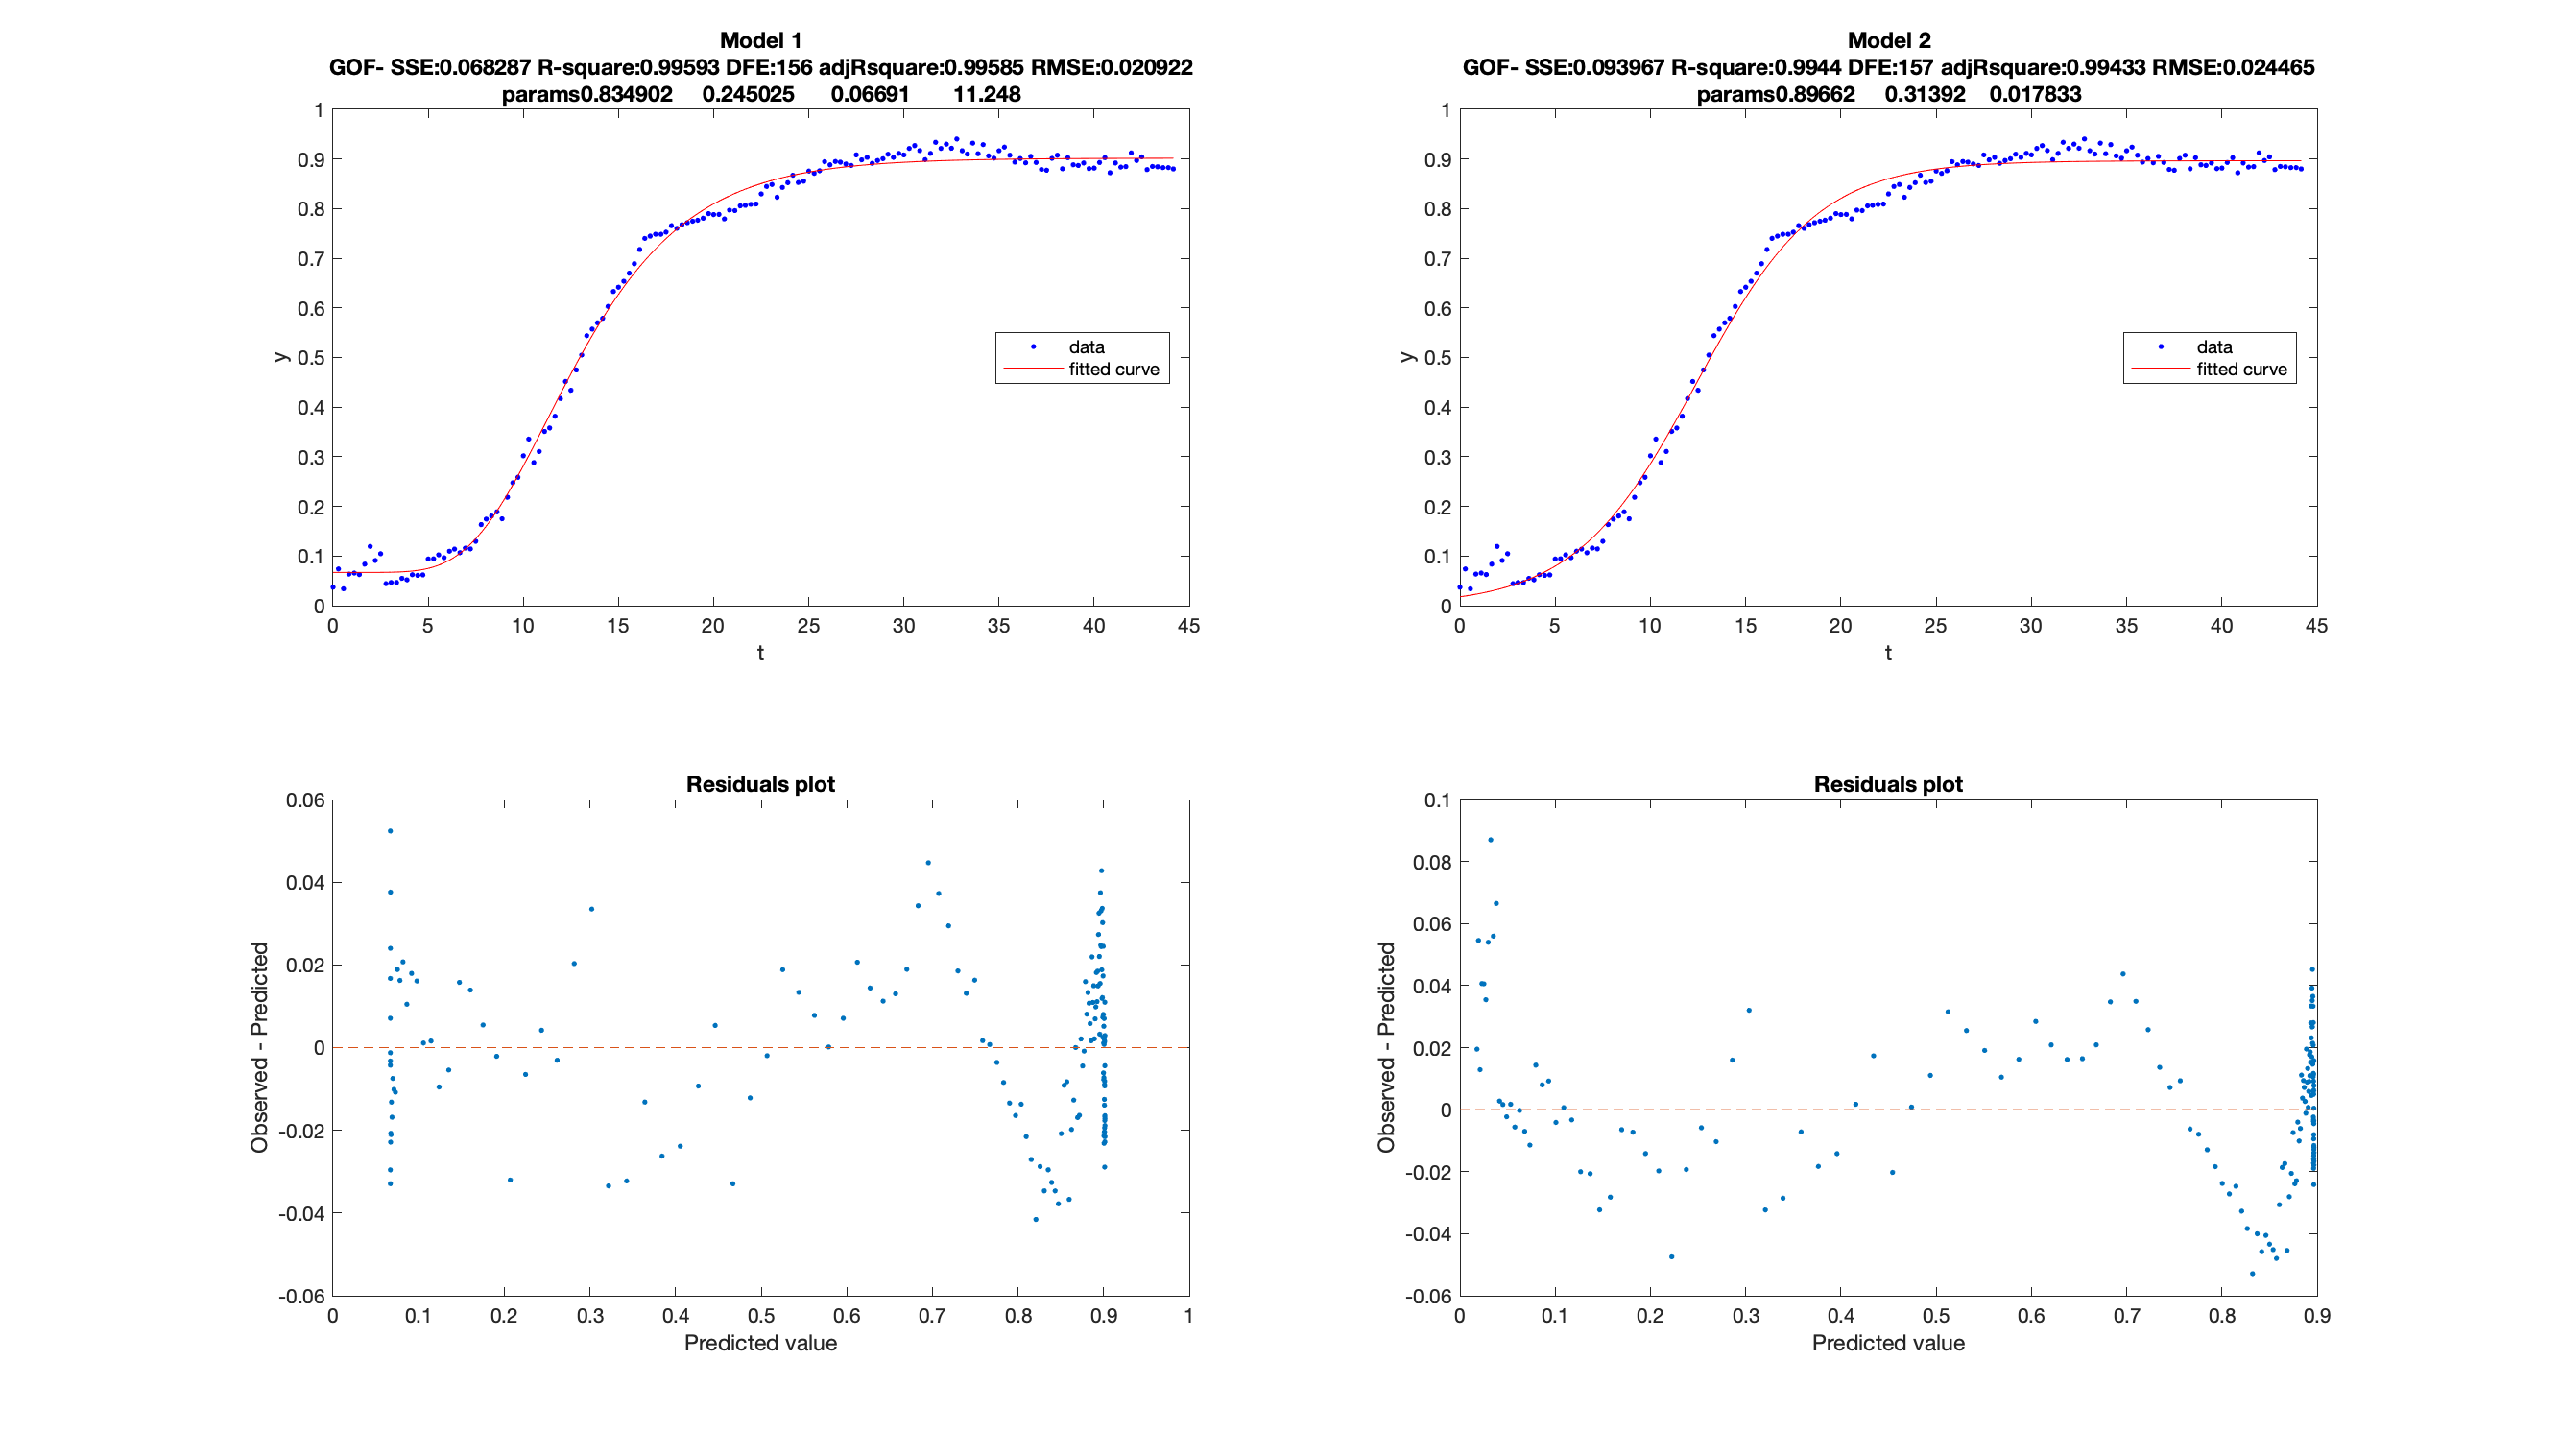 Model 1
GOF- SSE:0.068287 R-square:0.99593 DFE:156 adjRsquare:0.99585 RMSE:0.020922
params0.834902 0.245025 0.06691 11.248
1
0.9
0.8
0.7
0.6
0.5
0.4
0.3
0.2
0.1
0
y
data
fitted curve
0 5 10 15 20 25 30 35 40 45
t
Model 2
GOF- SSE:0.093967 R-square:0.9944 DFE:157 adjRsquare:0.99433 RMSE:0.024465
params0.89662 0.31392 0.017833
1
0.9
0.8
0.7
0.6
0.5
0.4
0.3
0.2
0.1
0
y
data
fitted curve
0 5 10 15 20 25 30 35 40 45
t
Residuals plot
0.06
0.04
0.02
0
-0.02
-0.04
-0.06
Observed - Predicted
0 0.1 0.2 0.3 0.4 0.5 0.6 0.7 0.8 0.9 1
Predicted value
Residuals plot
0.1
0.08
0.06
0.04
0.02
0
-0.02
-0.04
-0.06
Observed - Predicted
0 0.1 0.2 0.3 0.4 0.5 0.6 0.7 0.8 0.9
Predicted value